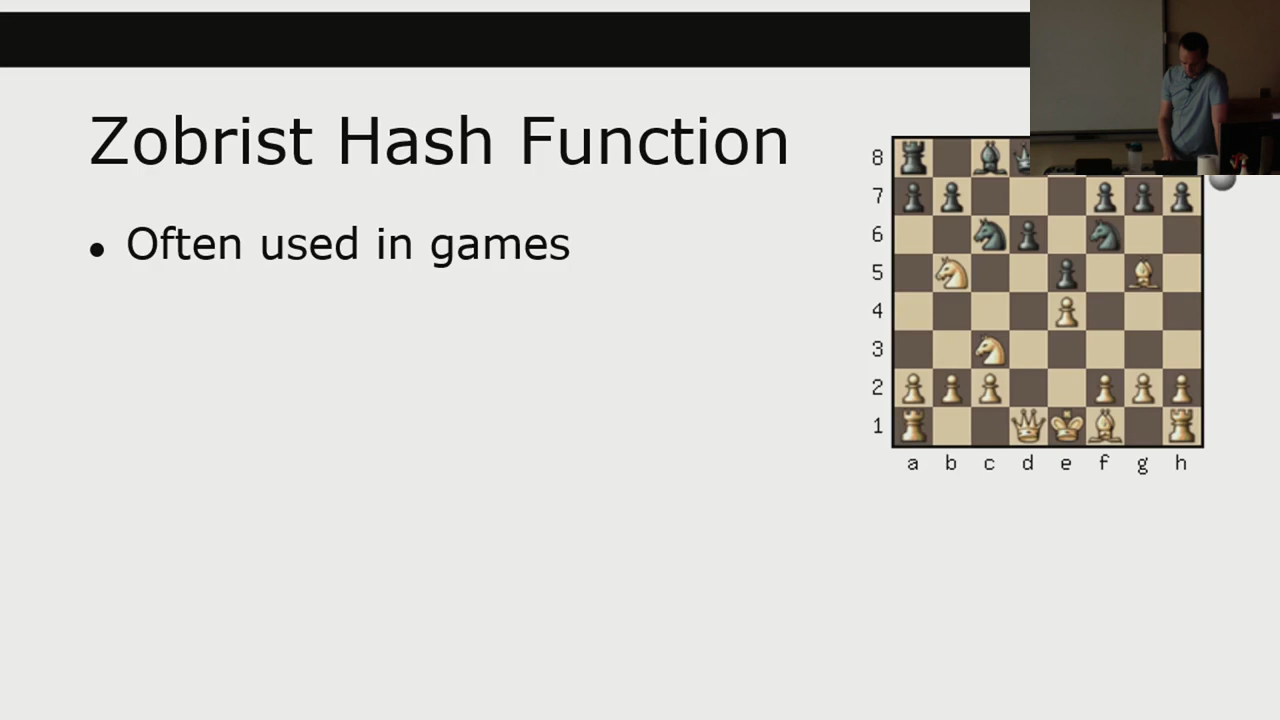 Zobrist Hash Function
• Often used in games
8
7
6
5
4
3
2
1
a b c d e f g h